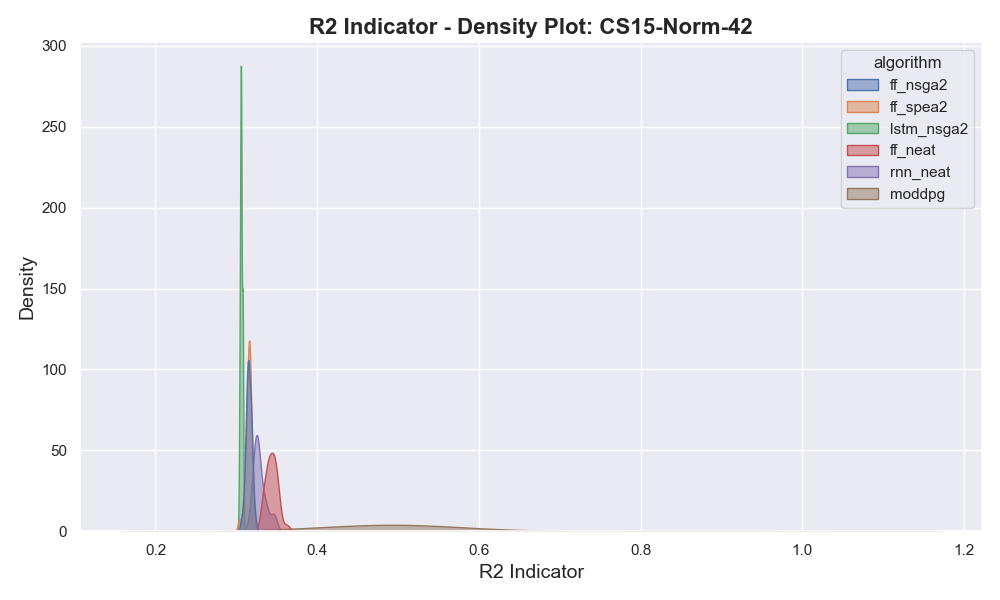 R2 Indicator - Density Plot: CS15-Norm-42
algorithm
ff_nsga2
ff_spea2
lstm_nsga2
ff_neat
rnn_neat
moddpg
Density
300
250
200
150
100
50
0
0.2
0.4
0.6
0.8
1.0
1.2
R2 Indicator